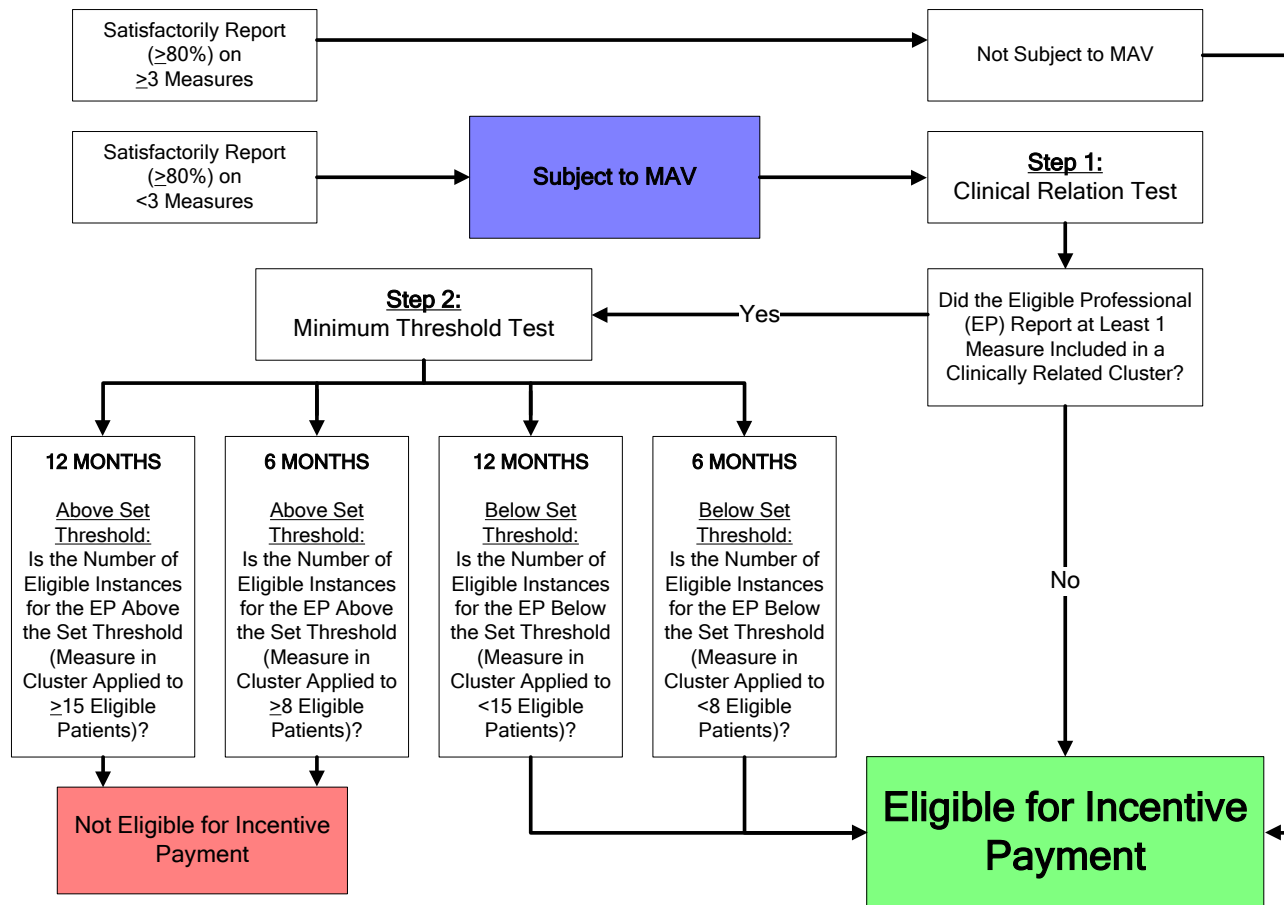 Satisfactorily Report
(≥80%) on
≥3 Measures
Not Subject to MAV
Satisfactorily Report
(≥80%) on
<3 Measures
Subject to MAV
Step 1:
Clinical Relation Test
Step 2:
Minimum Threshold Test
Yes
Did the Eligible Professional
(EP) Report at Least 1
Measure Included in a
Clinically Related Cluster?
12 MONTHS
Above Set
Threshold:
Is the Number of
Eligible Instances
for the EP Above
the Set Threshold
(Measure in
Cluster Applied to
≥15 Eligible
Patients)?
6 MONTHS
Above Set
Threshold:
Is the Number of
Eligible Instances
for the EP Above
the Set Threshold
(Measure in
Cluster Applied to
≥8 Eligible
Patients)?
12 MONTHS
Below Set
Threshold:
Is the Number of
Eligible Instances
for the EP Below
the Set Threshold
(Measure in
Cluster Applied to
<15 Eligible
Patients)?
6 MONTHS
Below Set
Threshold:
Is the Number of
Eligible Instances
for the EP Below
the Set Threshold
(Measure in
Cluster Applied to
<8 Eligible
Patients)?
No
Not Eligible for Incentive
Payment
Eligible for Incentive
Payment